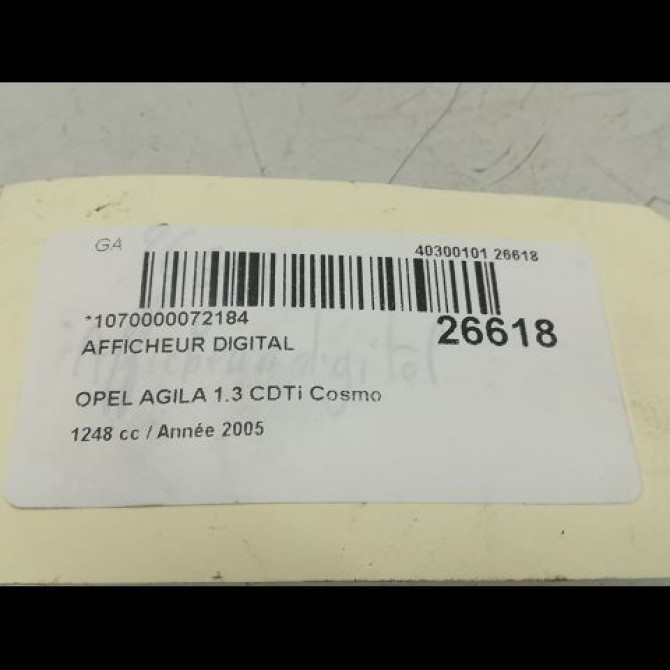 GA
40300101 26618
*1070000072184
26618
AFFICHEUR DIGITAL
OPEL AGILA 1.3 CDTi Cosmo
1248 cc / Année 2005